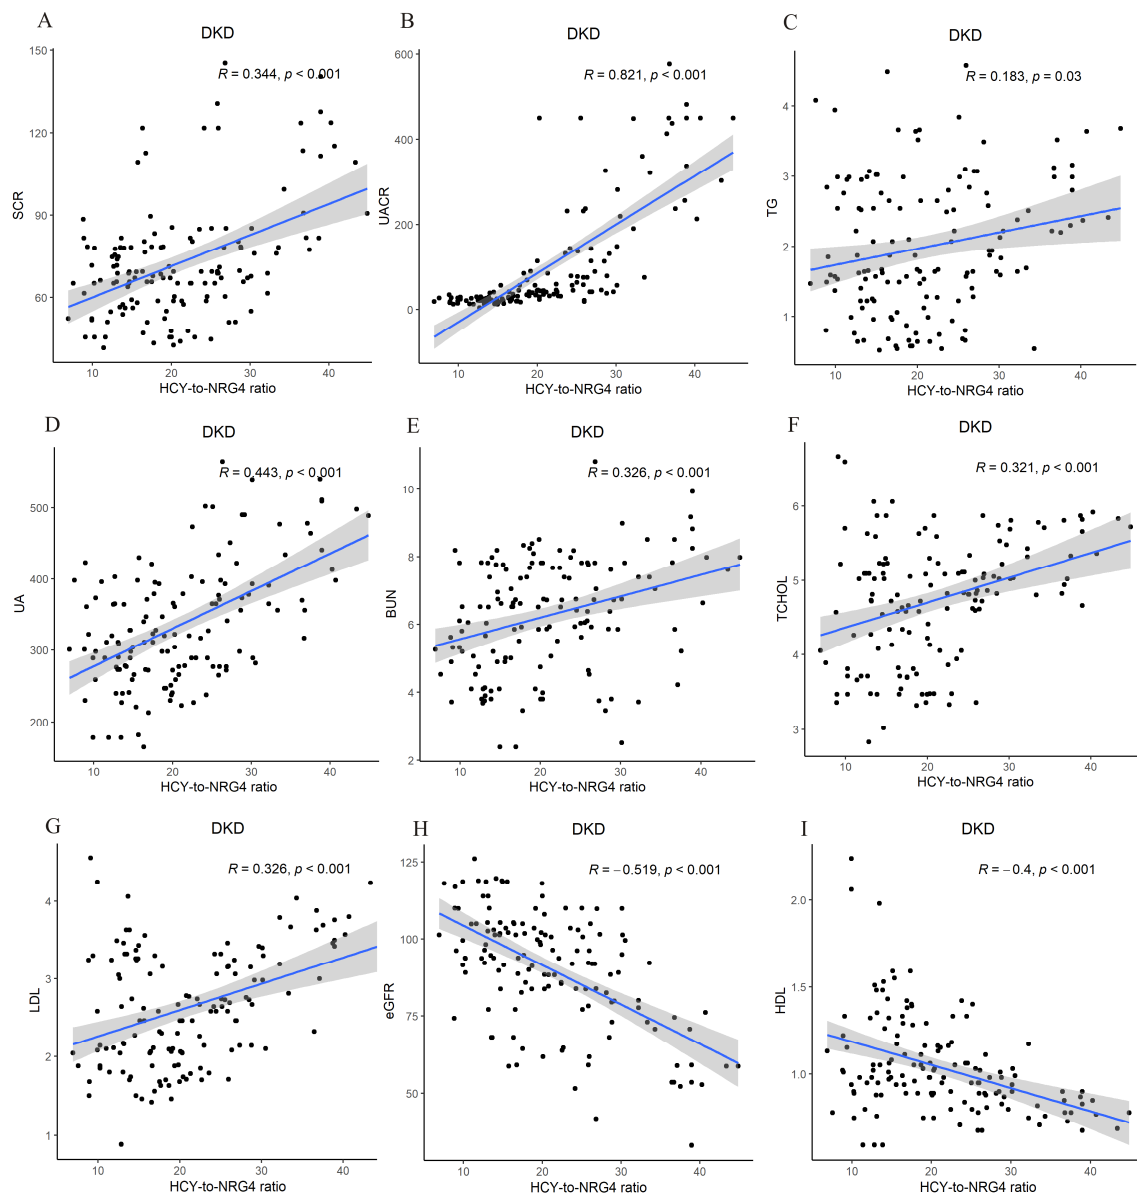 A
DKD
R = 0.344, p < 0.001
150
120
90
60
SCR
10 20 30 40
HCY-to-NRG4 ratio
B
DKD
R = 0.821, p < 0.001
600
400
200
0
UACR
10 20 30 40
HCY-to-NRG4 ratio
C
DKD
R = 0.183, p = 0.03
4
3
2
1
TG
10 20 30 40
HCY-to-NRG4 ratio
D
DKD
R = 0.443, p < 0.001
500
400
300
200
UA
10 20 30 40
HCY-to-NRG4 ratio
E
DKD
R = 0.326, p < 0.001
10
8
6
4
2
BUN
10 20 30 40
HCY-to-NRG4 ratio
F
DKD
R = 0.321, p < 0.001
6
5
4
3
TCHOL
10 20 30 40
HCY-to-NRG4 ratio
G
DKD
R = 0.326, p < 0.001
4
3
2
1
LDL
10 20 30 40
HCY-to-NRG4 ratio
H
DKD
R = −0.519, p < 0.001
125
100
75
50
eGFR
10 20 30 40
HCY-to-NRG4 ratio
I
DKD
R = −0.4, p < 0.001
2.0
1.5
1.0
HDL
10 20 30 40
HCY-to-NRG4 ratio